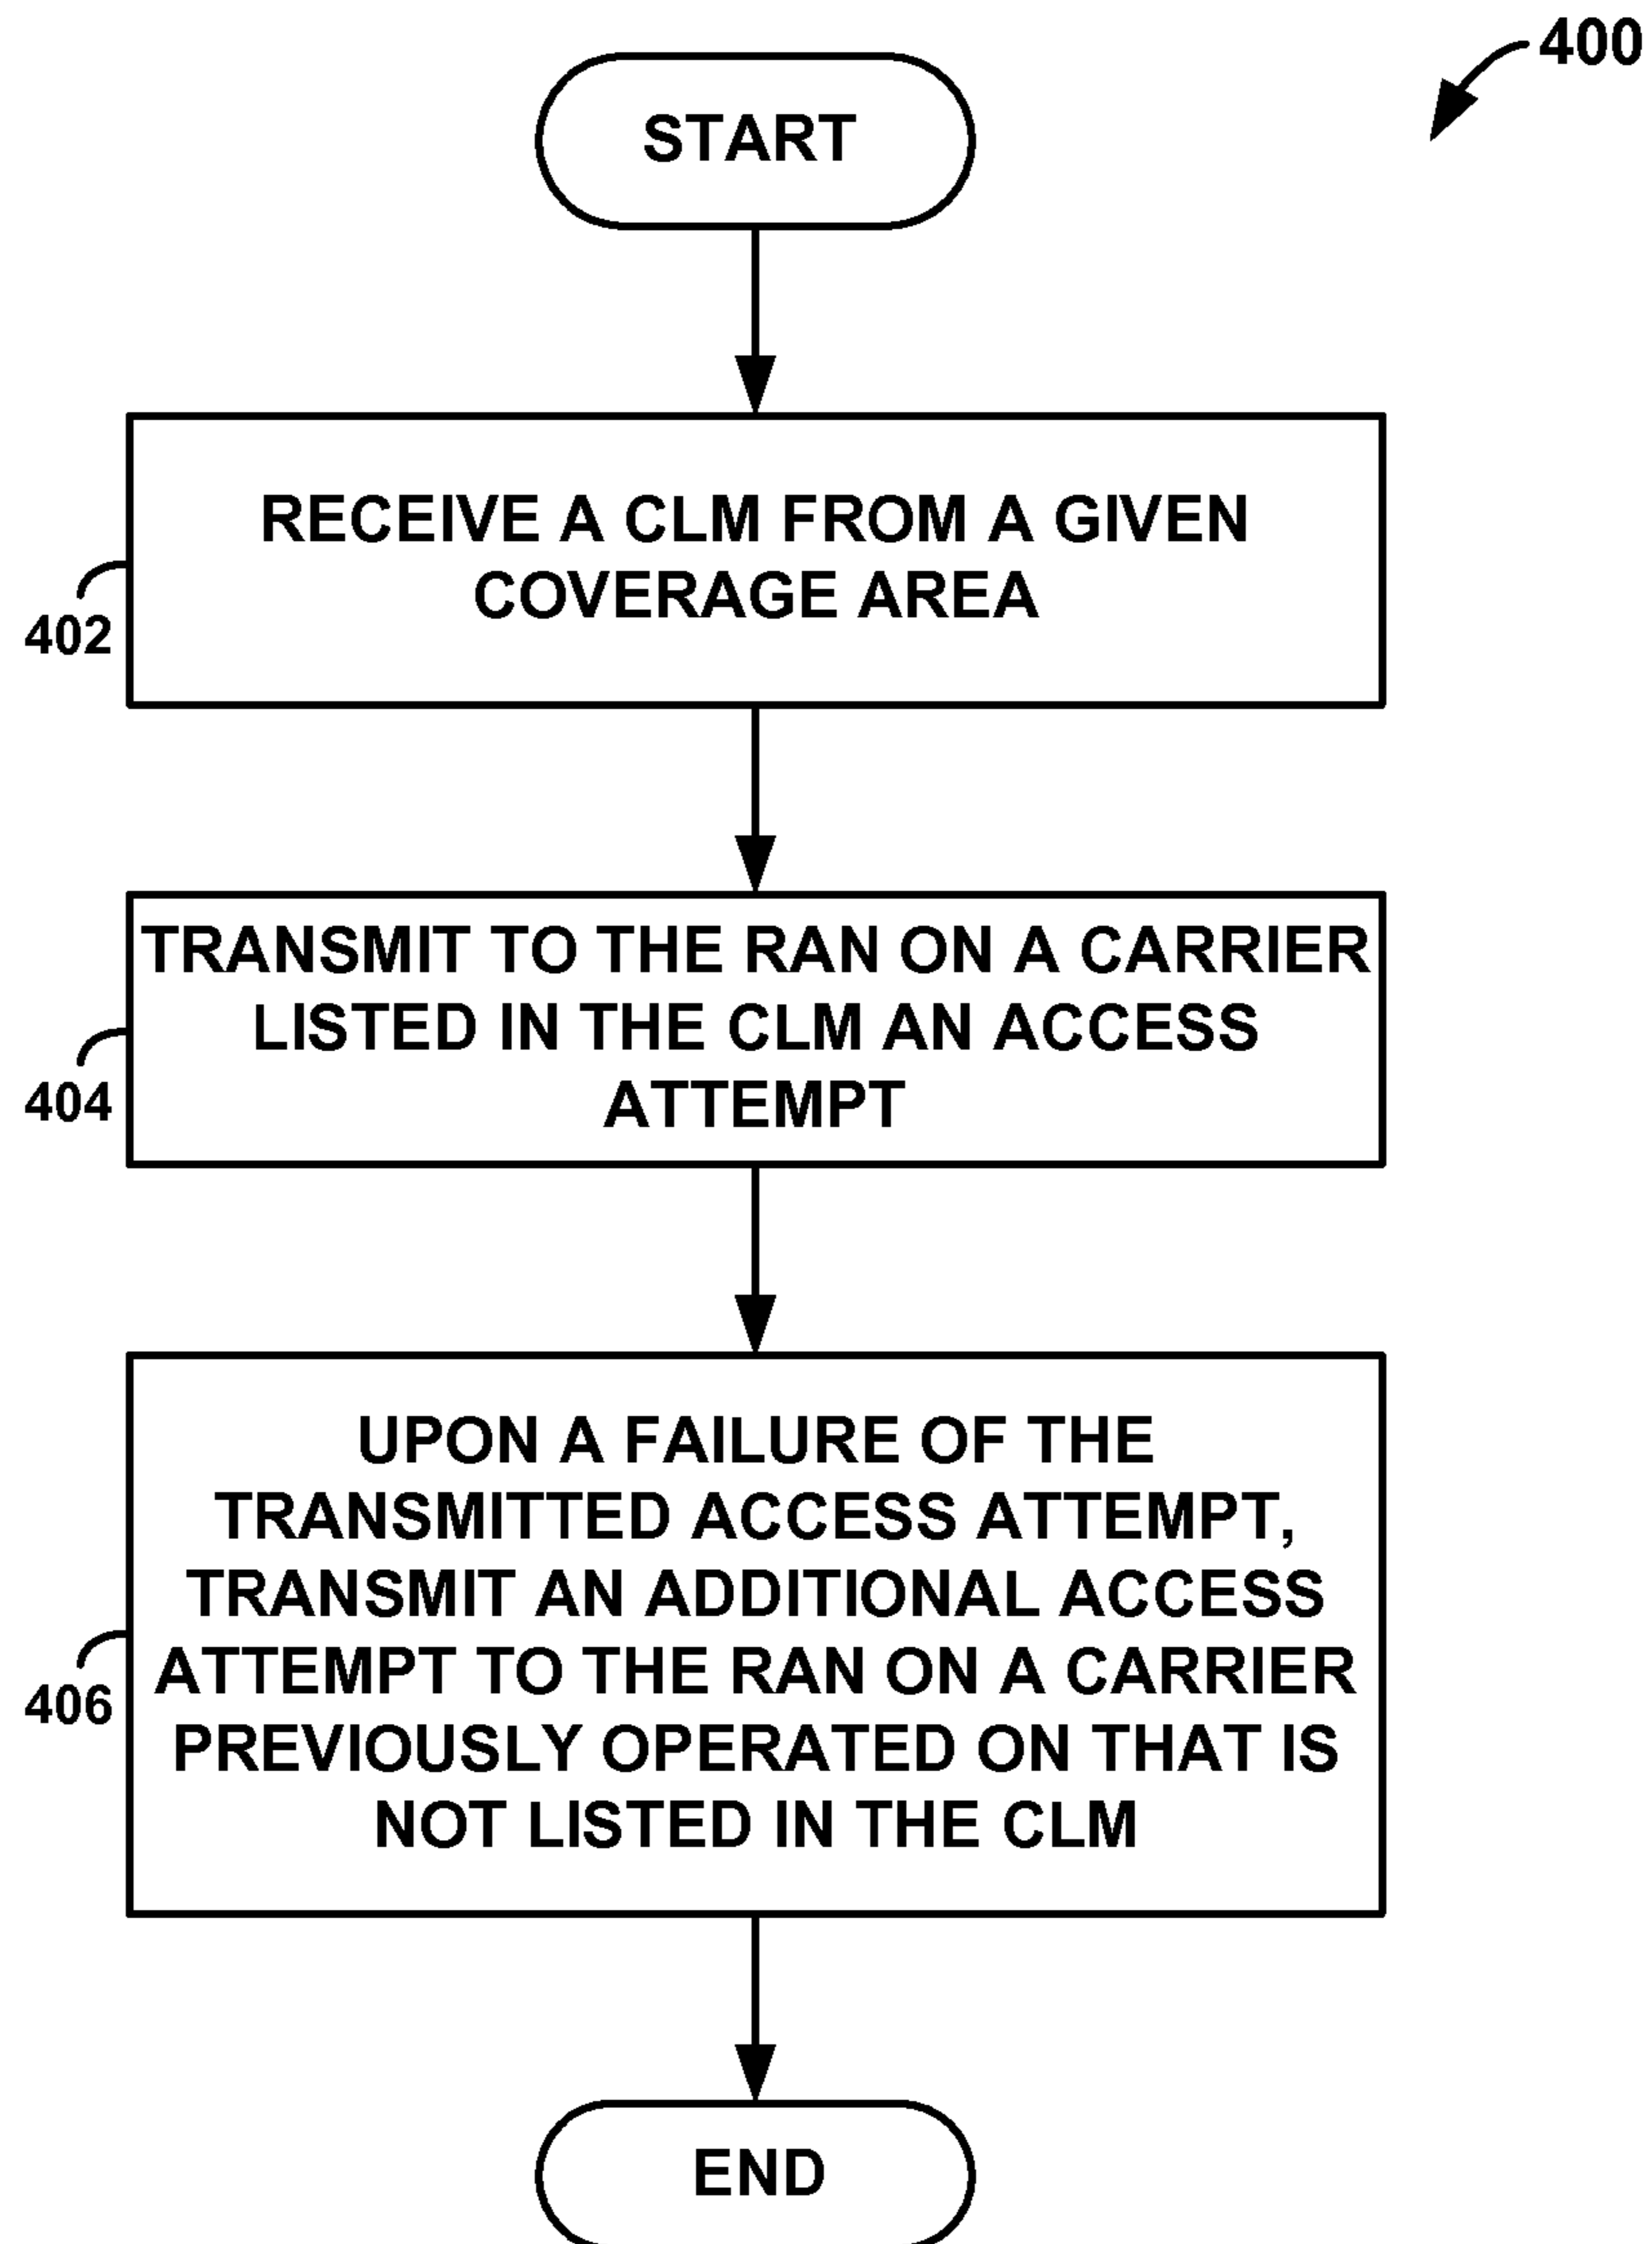 400
START
RECEIVE A CLM FROM A GIVEN
COVERAGE AREA
402
TRANSMIT TO THE RAN ON A CARRIER
LISTED IN THE CLM AN ACCESS
ATTEMPT
404
UPON A FAILURE OF THE
TRANSMITTED ACCESS ATTEMPT,
TRANSMIT AN ADDITIONAL ACCESS
ATTEMPT TO THE RAN ON A CARRIER
PREVIOUSLY OPERATED ON THAT IS
NOT LISTED IN THE CLM
406
END